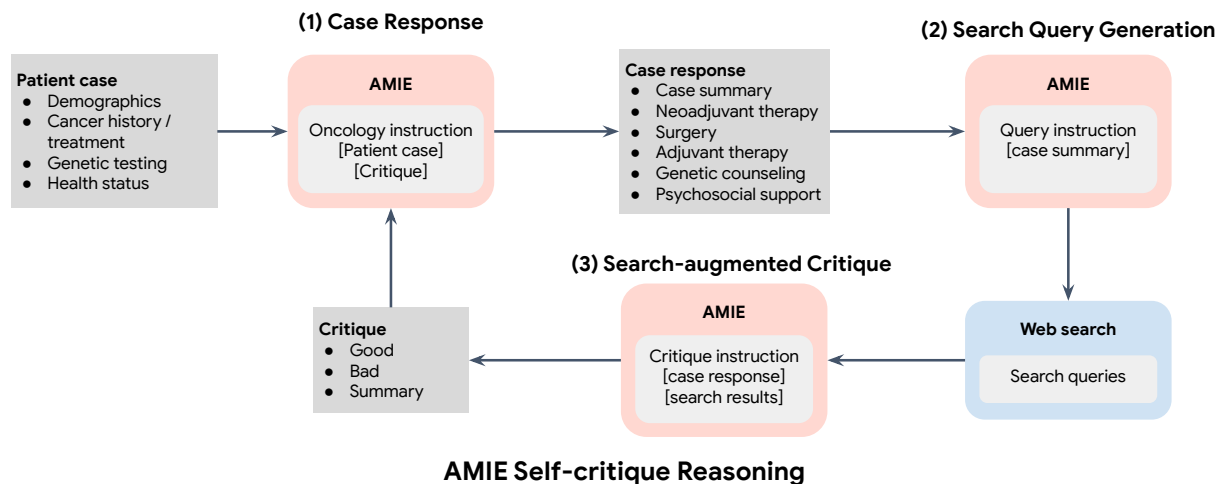 (1) Case Response
(2) Search Query Generation
Patient case
● Demographics
● Cancer history /
treatment
● Genetic testing
● Health status
AMIE
Oncology instruction
[Patient case]
[Critique]
Case response
● Case summary
● Neoadjuvant therapy
● Surgery
● Adjuvant therapy
● Genetic counseling
● Psychosocial support
AMIE
Query instruction
[case summary]
(3) Search-augmented Critique
Critique
● Good
● Bad
● Summary
AMIE
Critique instruction
[case response]
[search results]
Web search
Search queries
AMIE Self-critique Reasoning